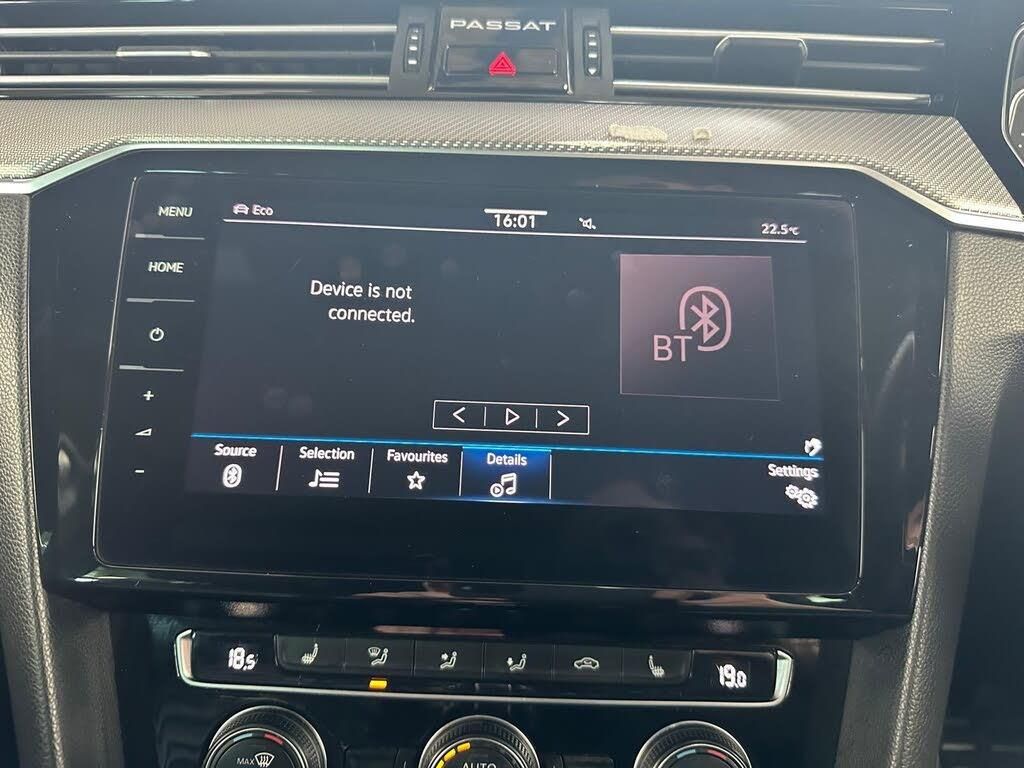 PASSAT
MENU
Eco
16:01
22.5°C
HOME
Device is not
connected.
BT
+
-
Source
Selection
Favourites
Details
Settings
18.5
19.0
MAX
AUTO